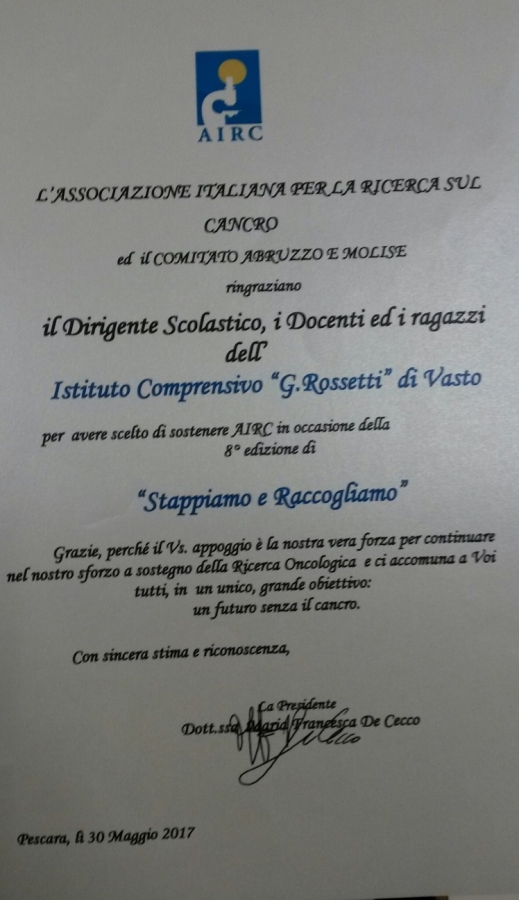 AIRC
L'ASSOCIAZIONE ITALIANA PER LA RICERCA SUL
CANCRO
ed il COMITATO ABRUZZO E MOLISE
ringraziano
il Dirigente Scolastico, i Docenti ed i ragazzi
dell'
Istituto Comprensivo "G.Rossetti" di Vasto
per avere scelto di sostenere AIRC in occasione della
8° edizione di
"Stappiamo e Raccogliamo"
Grazie, perché il Vs. appoggio è la nostra vera forza per continuare
nel nostro sforzo a sostegno della Ricerca Oncologica e ci accomuna a Voi
tutti, in un unico, grande obiettivo:
un futuro senza il cancro.
Con sincera stima e riconoscenza,
La Presidente
Dott.ssa Maria Francesca De Cecco
Pescara, lì 30 Maggio 2017